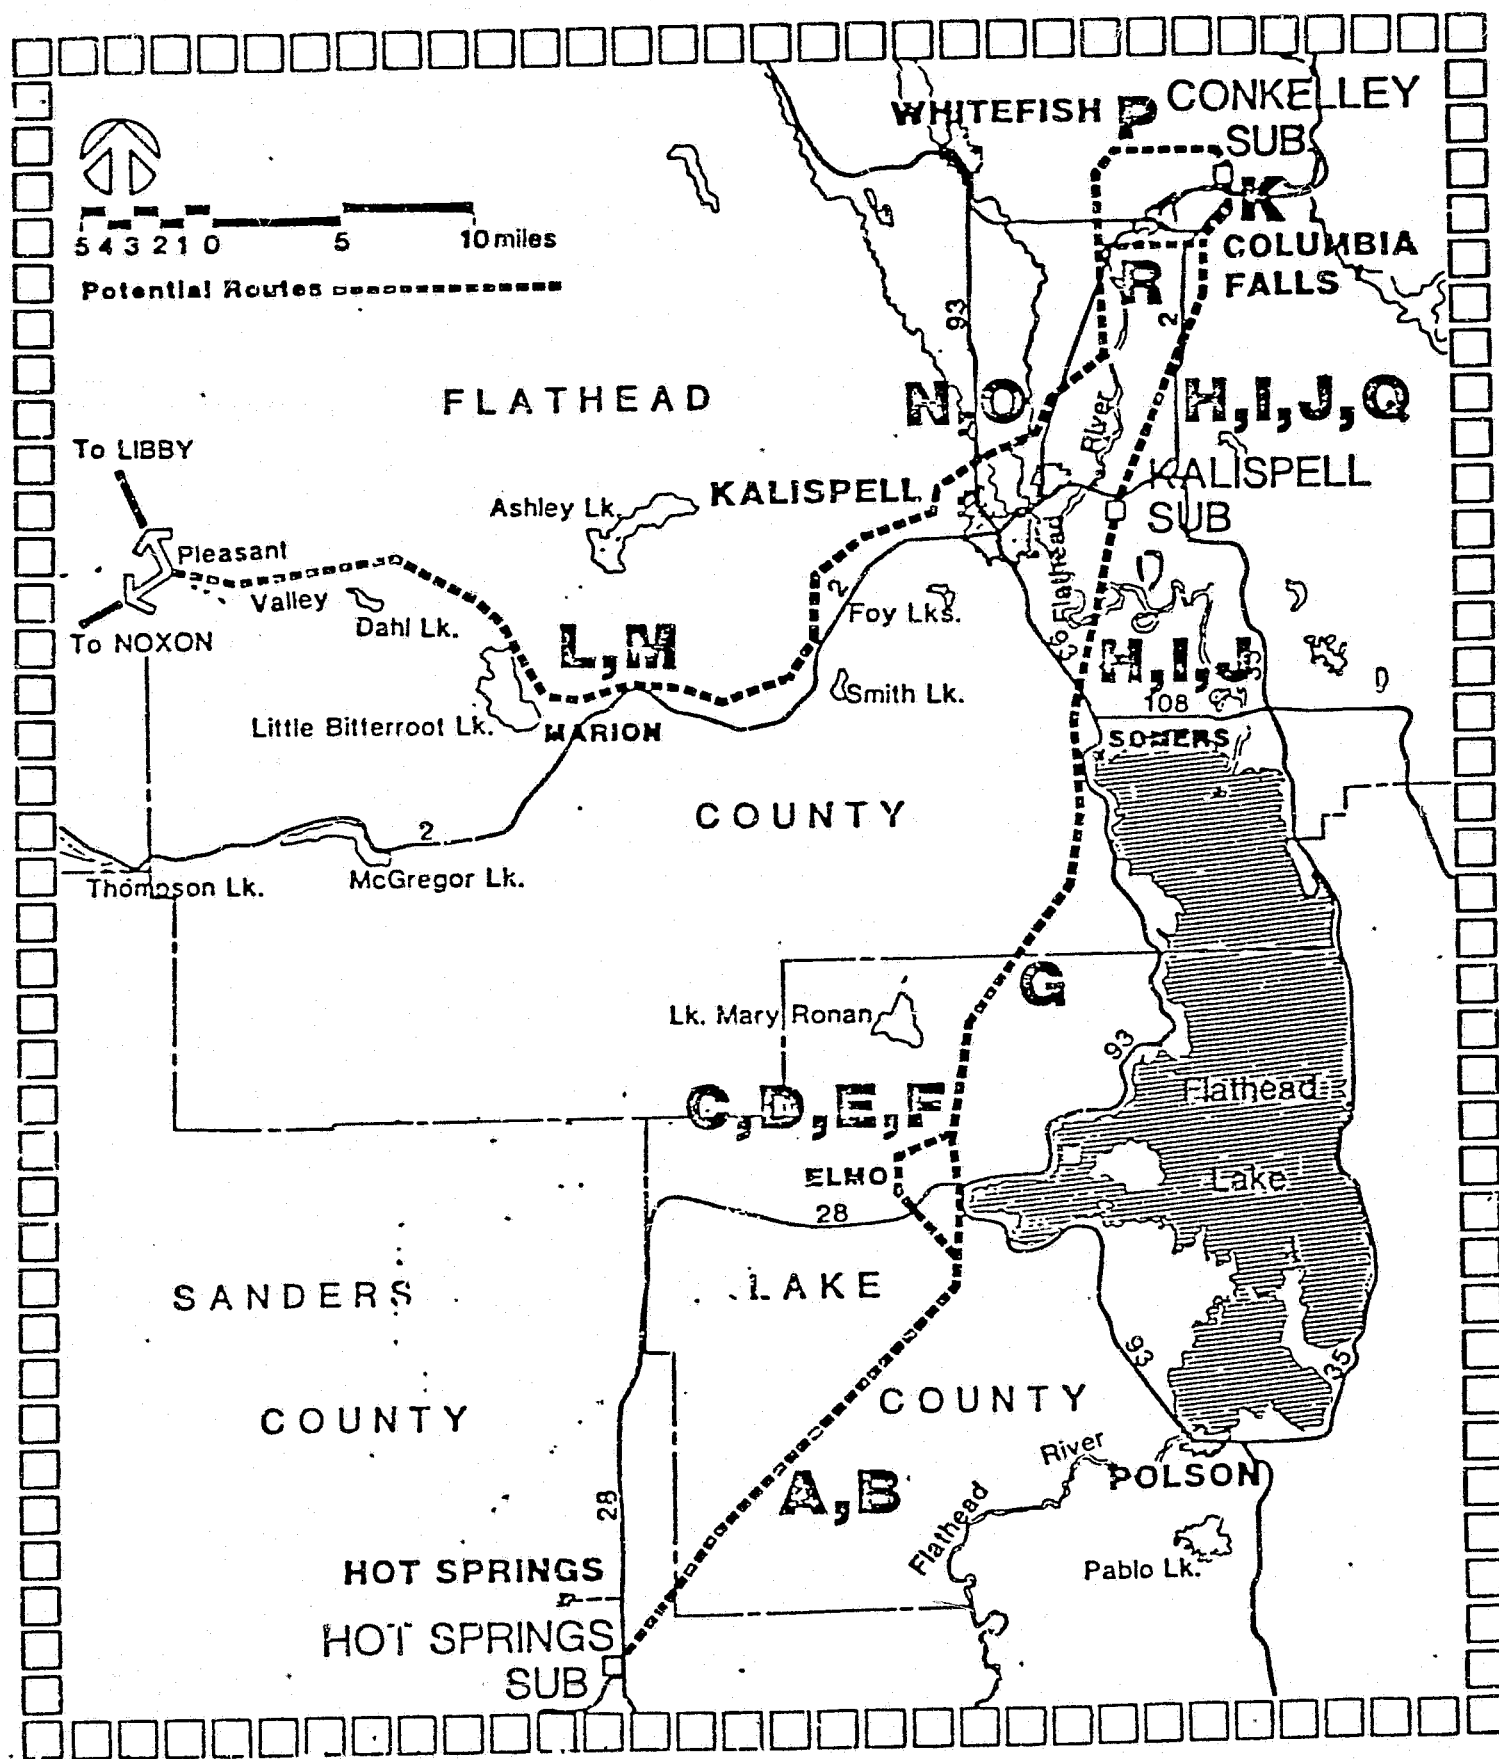 WHITEFISH
P
CONKELLEY
SUB
K
COLUMBIA
FALLS
R
5 4 3 2 1 0 5 10 miles
Potential Routes
93
2
FLATHEAD
N,O
H,I,J,Q
River
To LIBBY
KALISPELL
SUB
Ashley Lk.
KALISPELL
Pleasant
Valley
Flathead
2
Foy Lks.
Dahl Lk.
To NOXON
L,M
H,I,J
35
Smith Lk.
108
Little Bitterroot Lk.
MARION
SOMERS
COUNTY
2
Thompson Lk.
McGregor Lk.
G
Lk. Mary Ronan
93
C,D,E,F
Flathead
Lake
ELMO
28
SANDERS
LAKE
93
35
COUNTY
COUNTY
River
POLSON
A,B
Flathead
28
Pablo Lk.
HOT SPRINGS
HOT SPRINGS
SUB